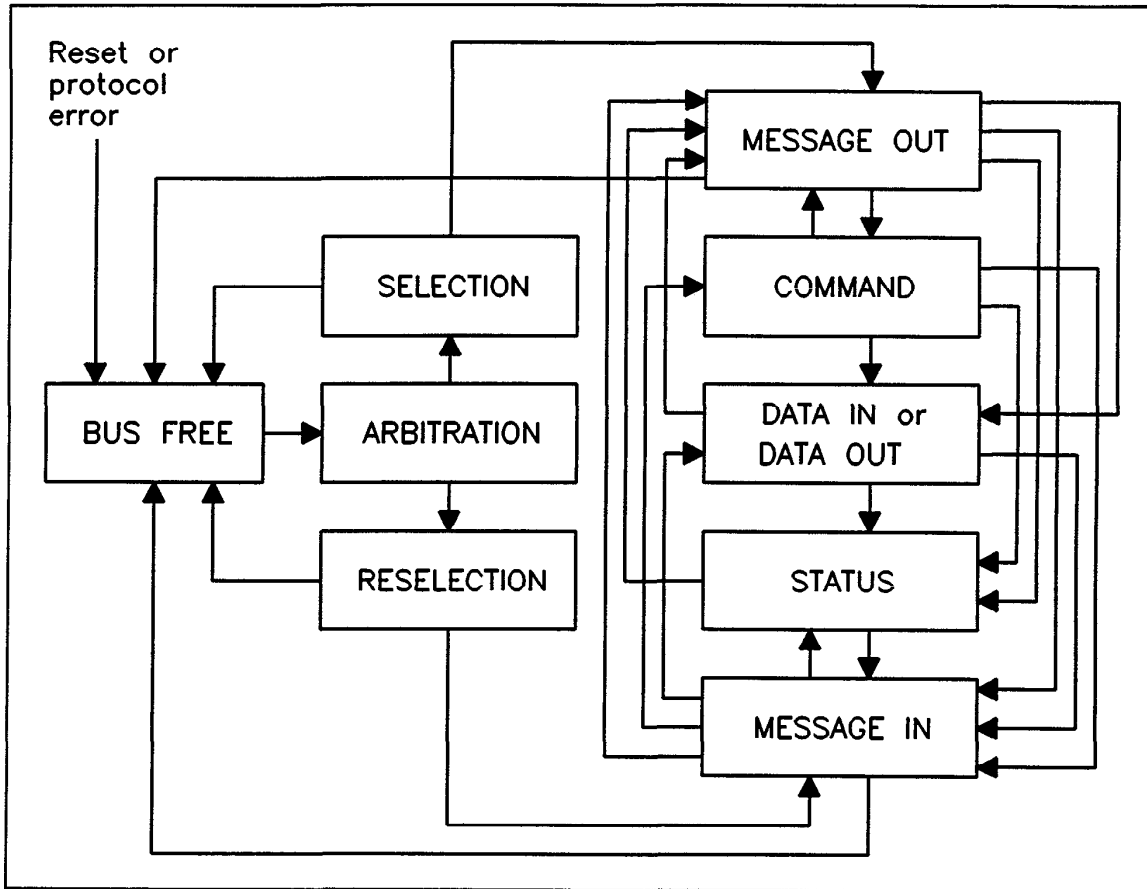 Reset or
protocol
error
MESSAGE OUT
SELECTION
COMMAND
BUS FREE
ARBITRATION
DATA IN or
DATA OUT
RESELECTION
STATUS
MESSAGE IN